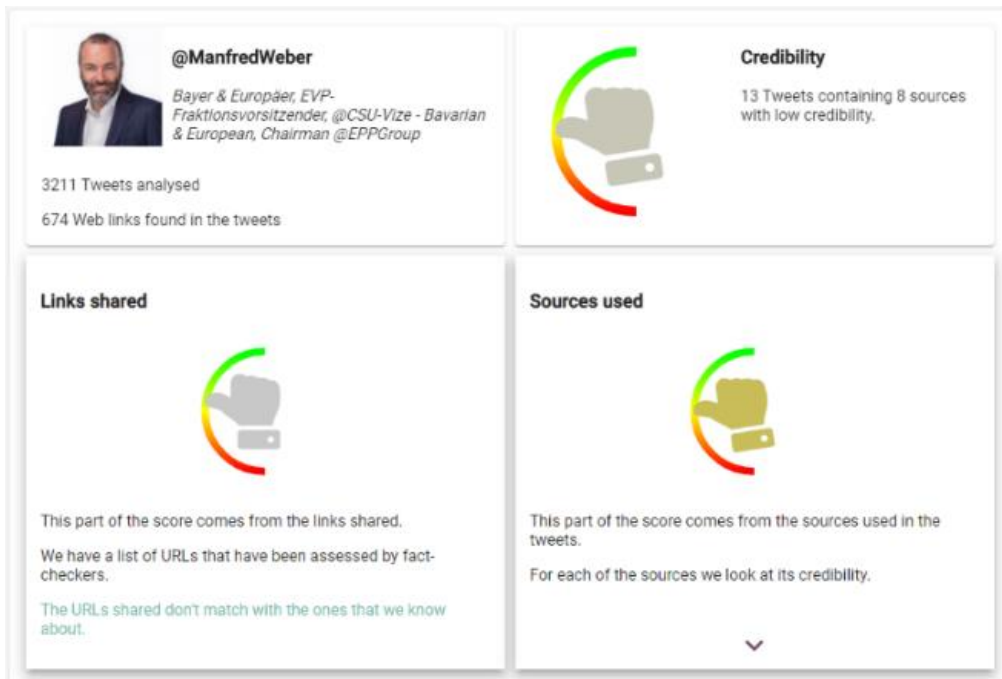 @ManfredWeber
Bayer & Europäer, EVP-
Fraktionsvorsitzender, @CSU-Vize - Bavarian
& European, Chairman @EPPGroup
3211 Tweets analysed
674 Web links found in the tweets
Credibility
13 Tweets containing 8 sources
with low credibility.
Links shared
This part of the score comes from the links shared.
We have a list of URLs that have been assessed by fact-
checkers.
The URLs shared don't match with the ones that we know
about.
Sources used
This part of the score comes from the sources used in the
tweets.
For each of the sources we look at its credibility.